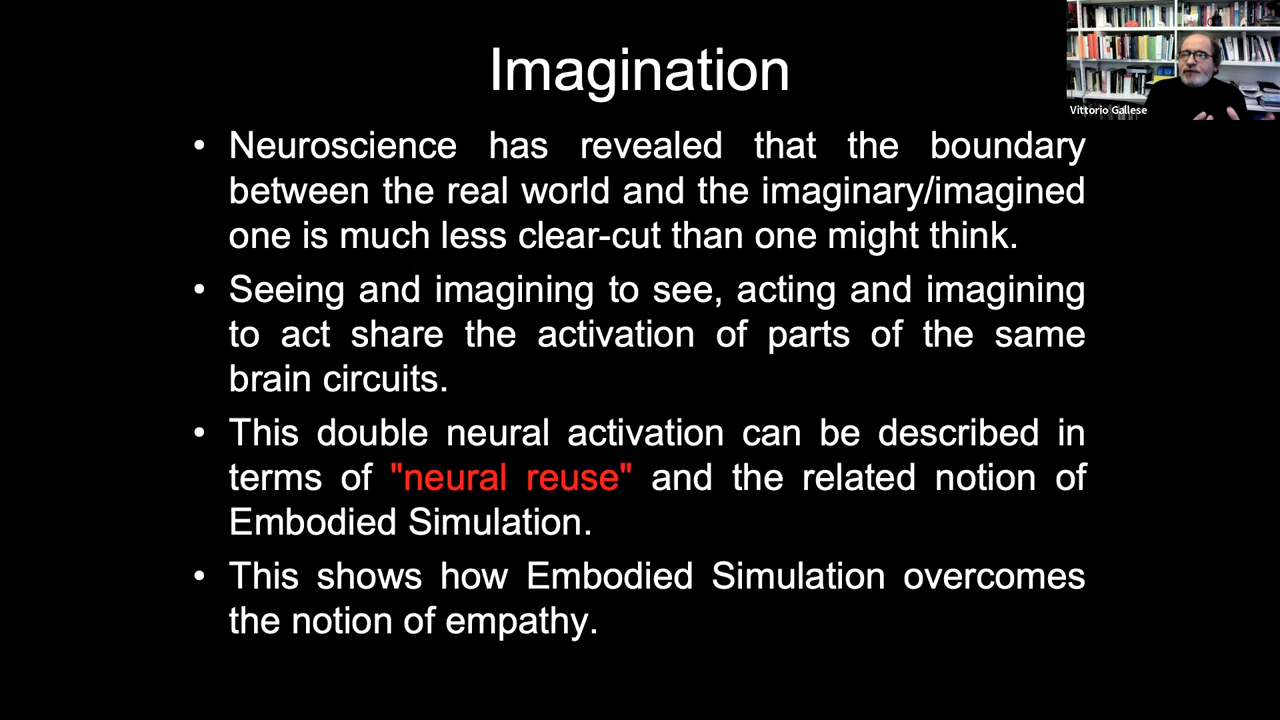 Imagination
Vittorio Gallese
• Neuroscience has revealed that the boundary
between the real world and the imaginary/imagined
one is much less clear-cut than one might think.
• Seeing and imagining to see, acting and imagining
to act share the activation of parts of the same
brain circuits.
• This double neural activation can be described in
terms of "neural reuse" and the related notion of
Embodied Simulation.
• This shows how Embodied Simulation overcomes
the notion of empathy.